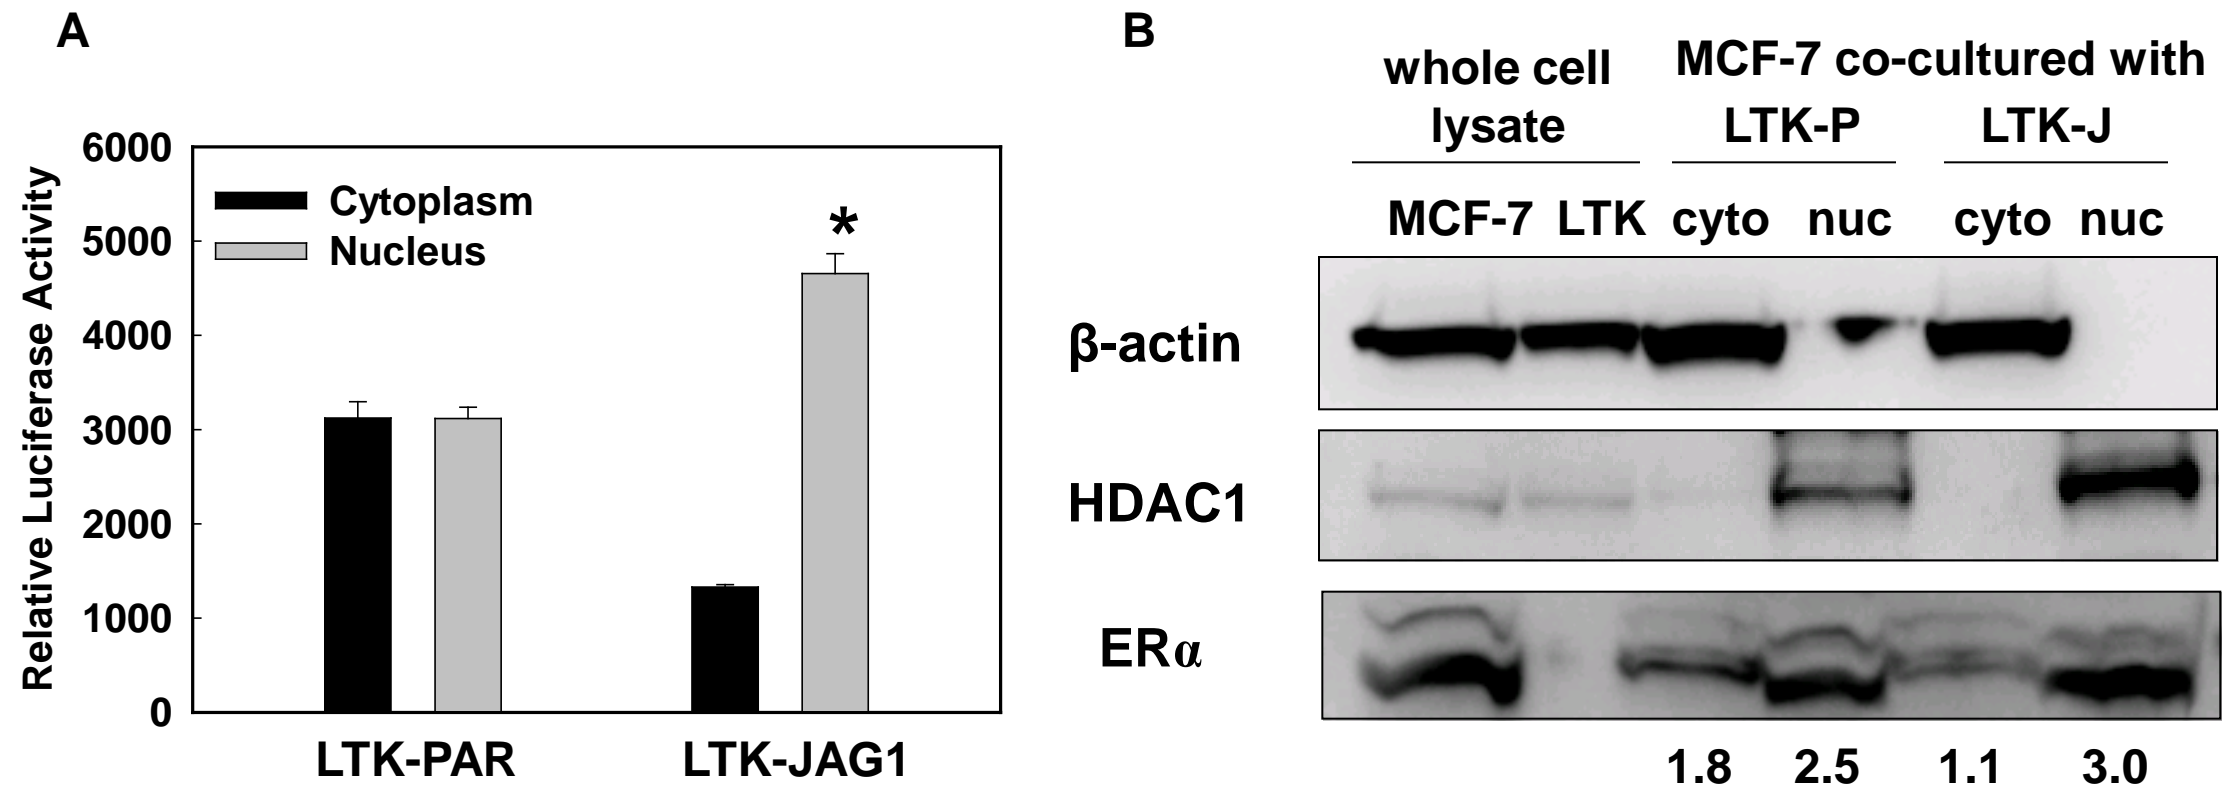 A
Relative Luciferase Activity
6000
5000
4000
3000
2000
1000
0
Cytoplasm
Nucleus
*
LTK-PAR LTK-JAG1
B
whole cell
lysate
MCF-7 co-cultured with
LTK-P LTK-J
MCF-7 LTK cyto nuc cyto nuc
β-actin
HDAC1
ERα
1.8 2.5 1.1 3.0